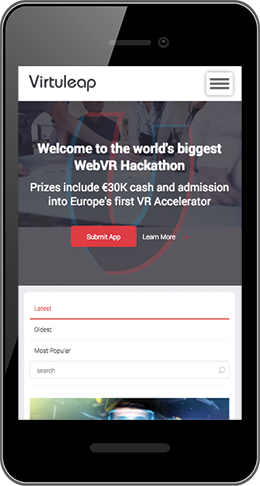 Virtuleap
Welcome to the world's biggest
WebVR Hackathon
Prizes include €30K cash and admission
into Europe's first VR Accelerator
Submit App
Learn More
Latest
Oldest
Most Popular
search